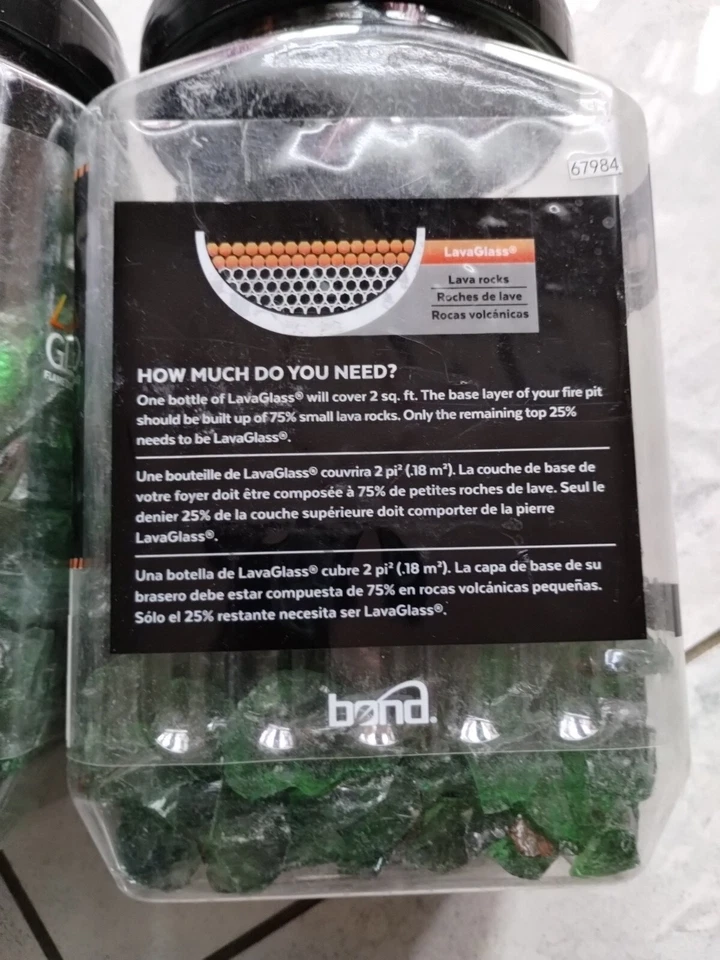 67984
LavaGlass®
Lava rocks
Roches de lave
Rocas volcánicas
HOW MUCH DO YOU NEED?
One bottle of LavaGlass® will cover 2 sq. ft. The base layer of your fire pit
should be built up of 75% small lava rocks. Only the remaining top 25%
needs to be LavaGlass®.
Une bouteille de LavaGlass® couvrira 2 pi² (.18 m²). La couche de base de
votre foyer doit être composée à 75% de petites roches de lave. Seul le
denier 25% de la couche supérieure doit comporter de la pierre
LavaGlass®.
Una botella de LavaGlass® cubre 2 pi² (.18 m²). La capa de base de su
brasero debe estar compuesta de 75% en rocas volcánicas pequeñas.
Sólo el 25% restante necesita ser LavaGlass®.
bond.